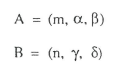 A = (m, α, β)
B = (n, γ, δ)